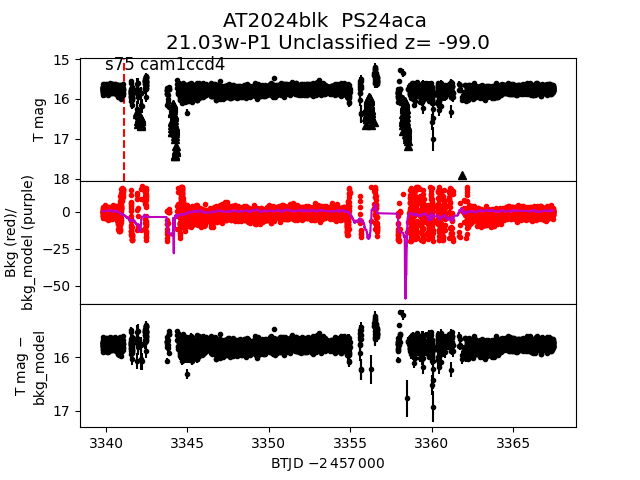 AT2024blk  PS24aca
21.03w-P1 Unclassified z= -99.0
s75 cam1ccd4
15
16
17
18
T mag
0
−25
−50
Bkg (red)/
bkg_model (purple)
16
17
T mag −
bkg_model
3340 3345 3350 3355 3360 3365
BTJD −2 457 000